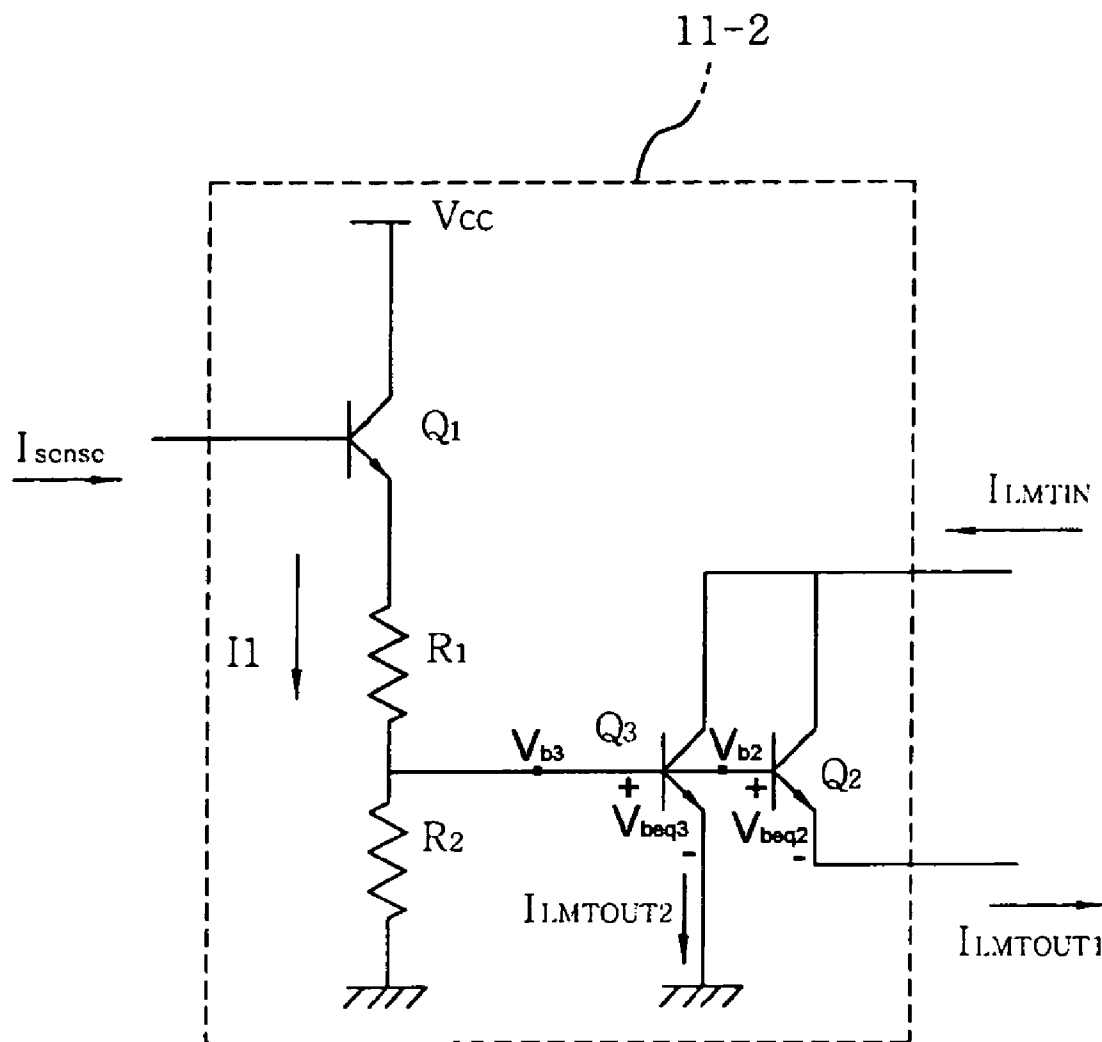 11-2
Vcc
Q1
Isense
ILMTIN
I1
R1
Vb3
Q3
Vb2
Q2
+
+
Vbeq3
Vbeq2
-
-
R2
ILMTOUT2
ILMTOUT1